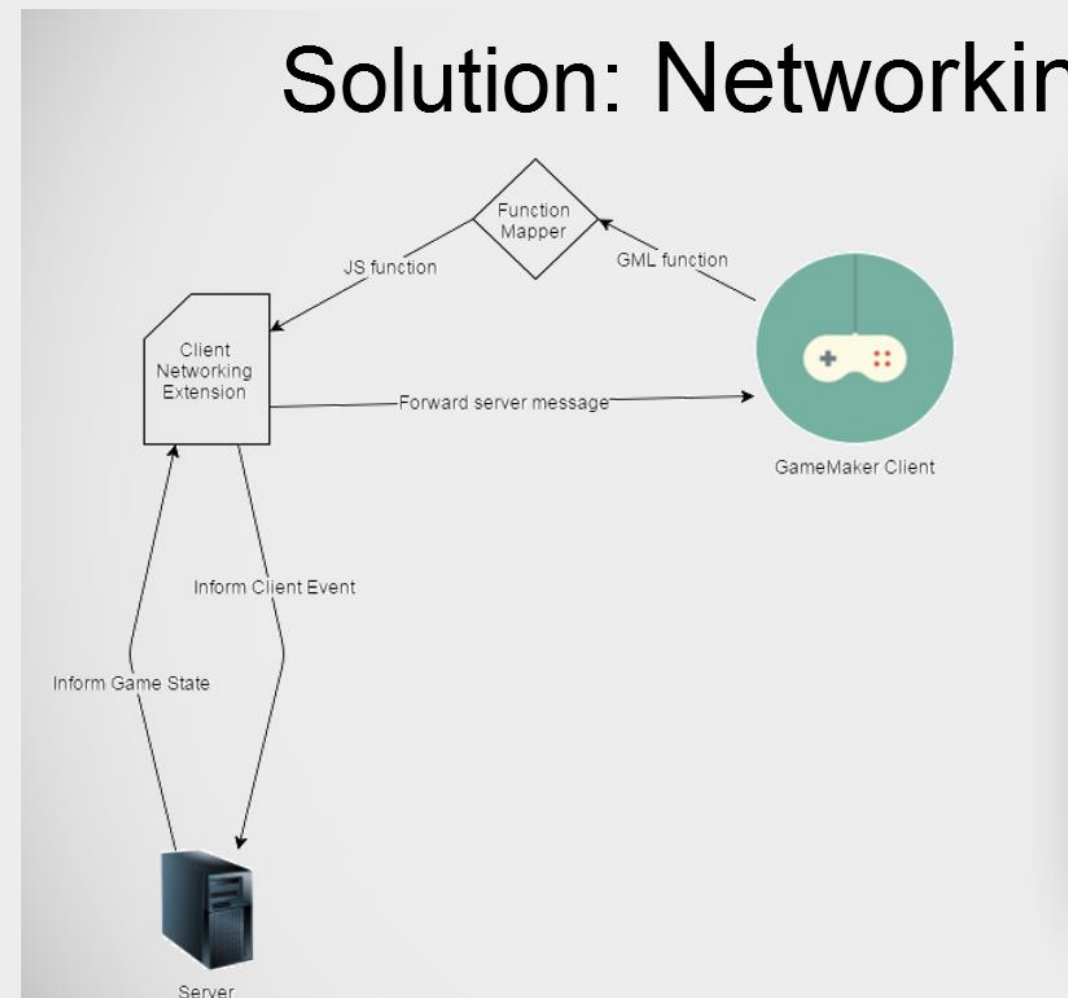 Solution: Networkin
Function
Mapper
JS function
GML function
Client
Networking
Extension
Forward server message
GameMaker Client
Inform Client Event
Inform Game State
Server